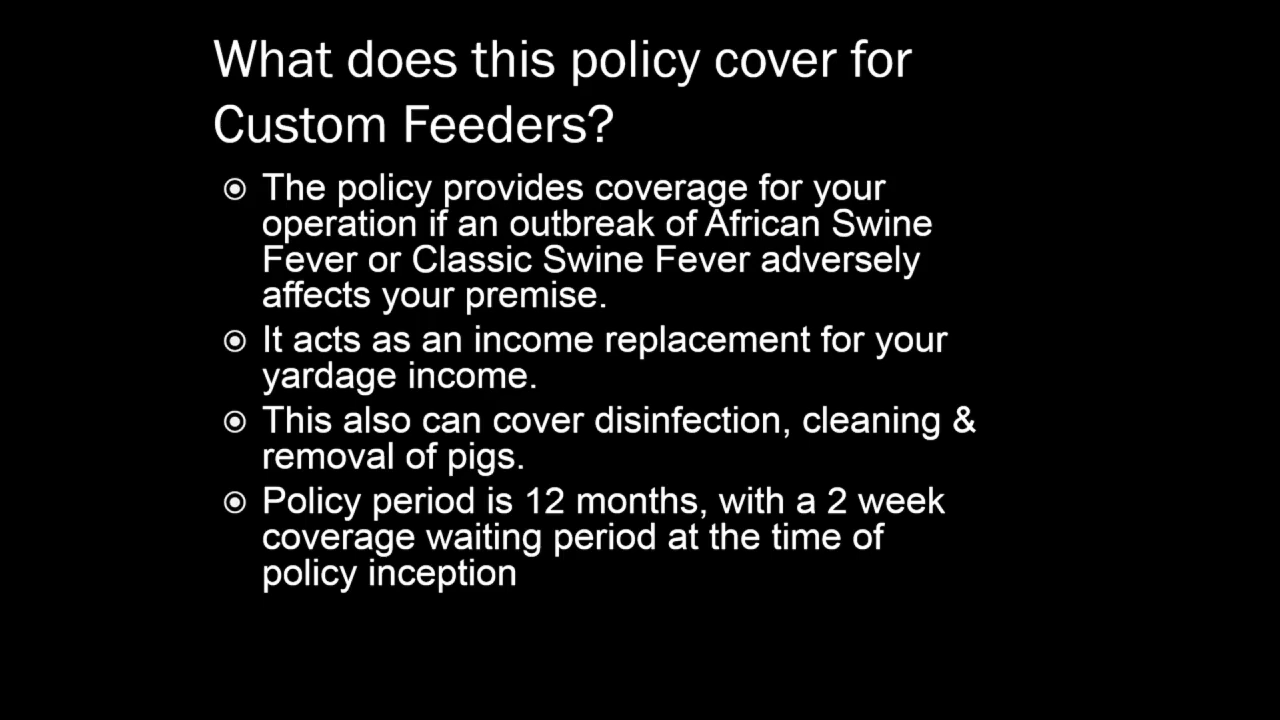 What does this policy cover for
Custom Feeders?
The policy provides coverage for your
operation if an outbreak of African Swine
Fever or Classic Swine Fever adversely
affects your premise.
It acts as an income replacement for your
yardage income.
This also can cover disinfection, cleaning &
removal of pigs.
Policy period is 12 months, with a 2 week
coverage waiting period at the time of
policy inception